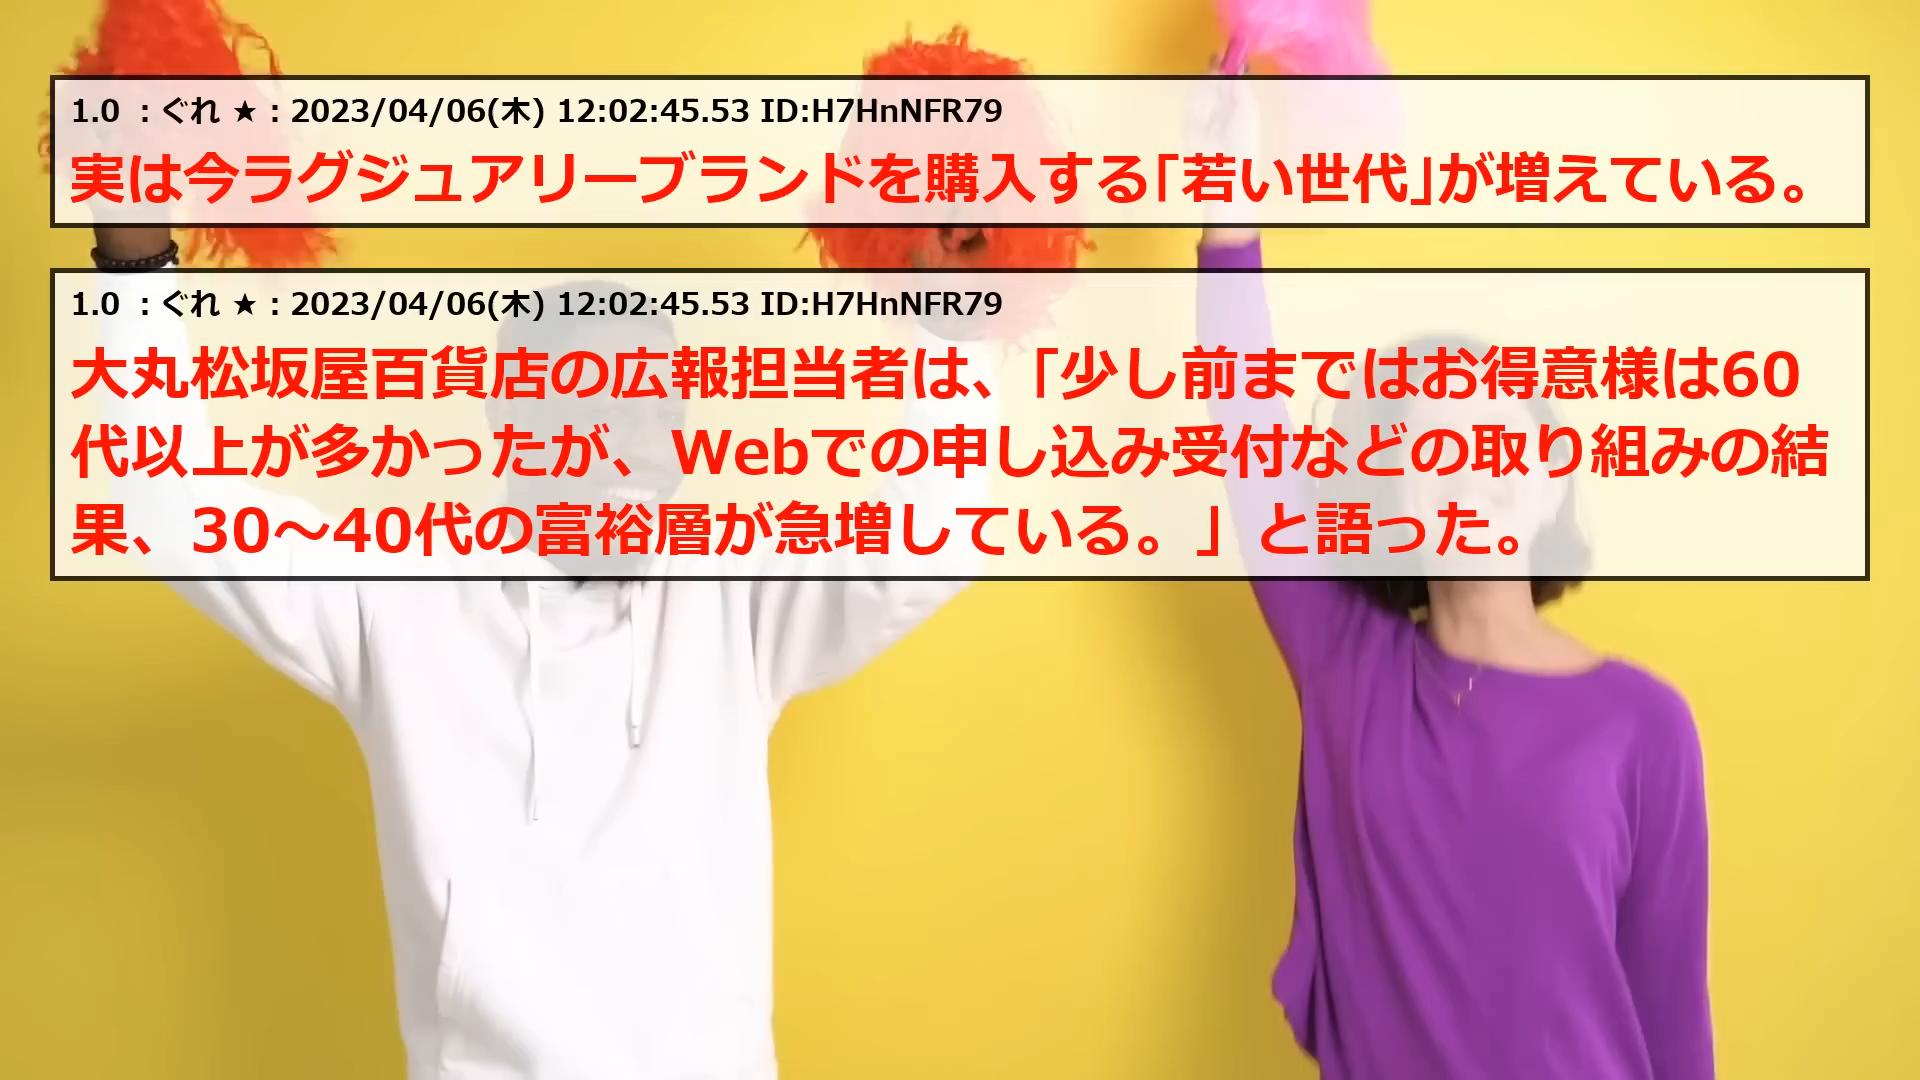 1.0 : ぐれ ★ : 2023/04/06(木) 12:02:45.53 ID:H7HnNFR79
実は今ラグジュアリーブランドを購入する「若い世代」が増えている。
1.0 : ぐれ ★ : 2023/04/06(木) 12:02:45.53 ID:H7HnNFR79
大丸松坂屋百貨店の広報担当者は、「少し前まではお得意様は60
代以上が多かったが、Webでの申し込み受付などの取り組みの結
果、30～40代の富裕層が急増している。」と語った。